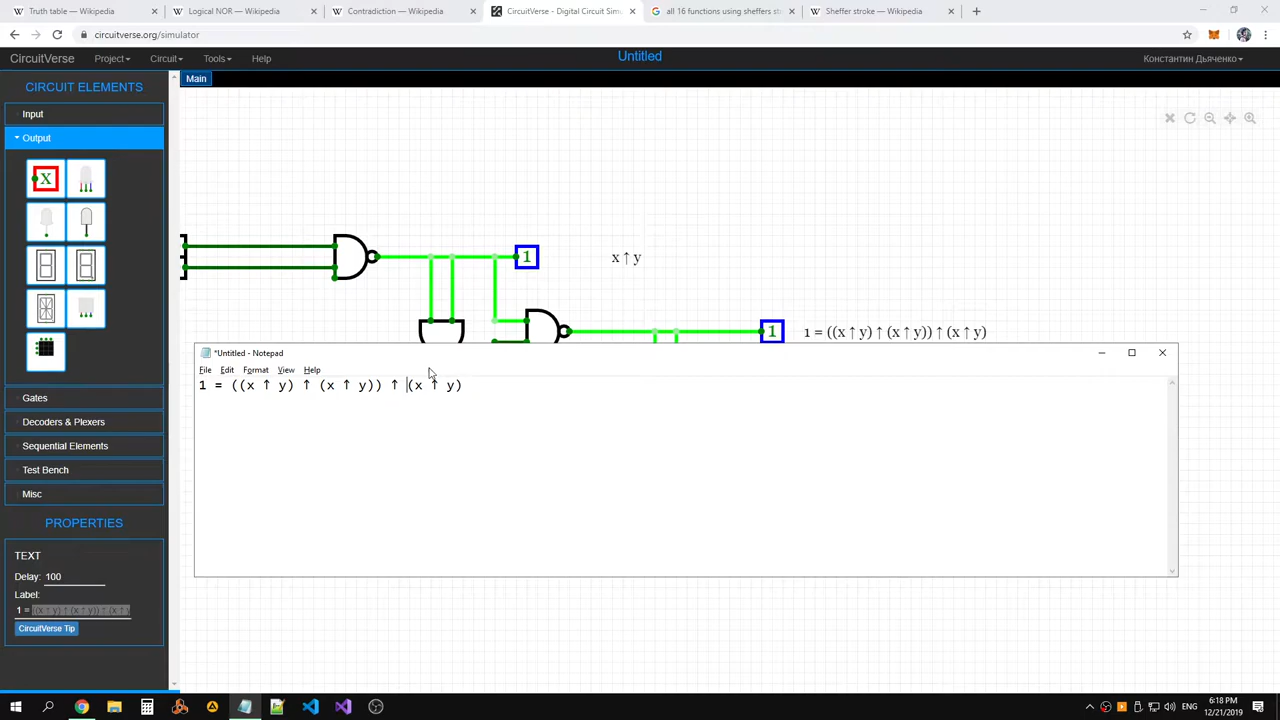 Truth table — Wikipedia
Logical NOR — Wikipedia
Contradiction — Wikipedia
CircuitVerse - Digital Circuit Simu
all 16 functions using sheffers str
Sheffer stroke — Wikipedia
circuitverse.org/simulator
CircuitVerse
Project
Circuit
Tools
Help
Untitled
Константин Дьяченко
CIRCUIT ELEMENTS
Main
Input
Output
X
1
x ↑ y
1
1 = ((x ↑ y) ↑ (x ↑ y)) ↑ (x ↑ y)
*Untitled - Notepad
File
Edit
Format
View
Help
1 = ((x ↑ y) ↑ (x ↑ y)) ↑ (x ↑ y)
Gates
Decoders & Plexers
Sequential Elements
Test Bench
Misc
PROPERTIES
TEXT
Delay: 100
Label:
1 = ((x ↑ y) ↑ (x ↑ y)) ↑ (x ↑ y
CircuitVerse Tip
ENG
6:18 PM
12/21/2019